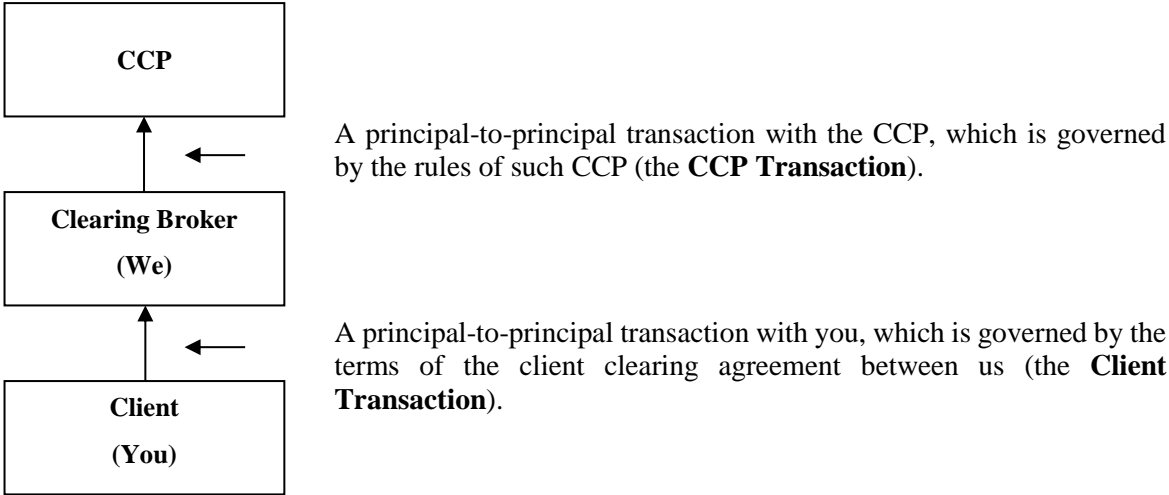 CCP
A principal-to-principal transaction with the CCP, which is governed
by the rules of such CCP (the CCP Transaction).
Clearing Broker
(We)
A principal-to-principal transaction with you, which is governed by the
terms of the client clearing agreement between us (the Client
Transaction).
Client
(You)